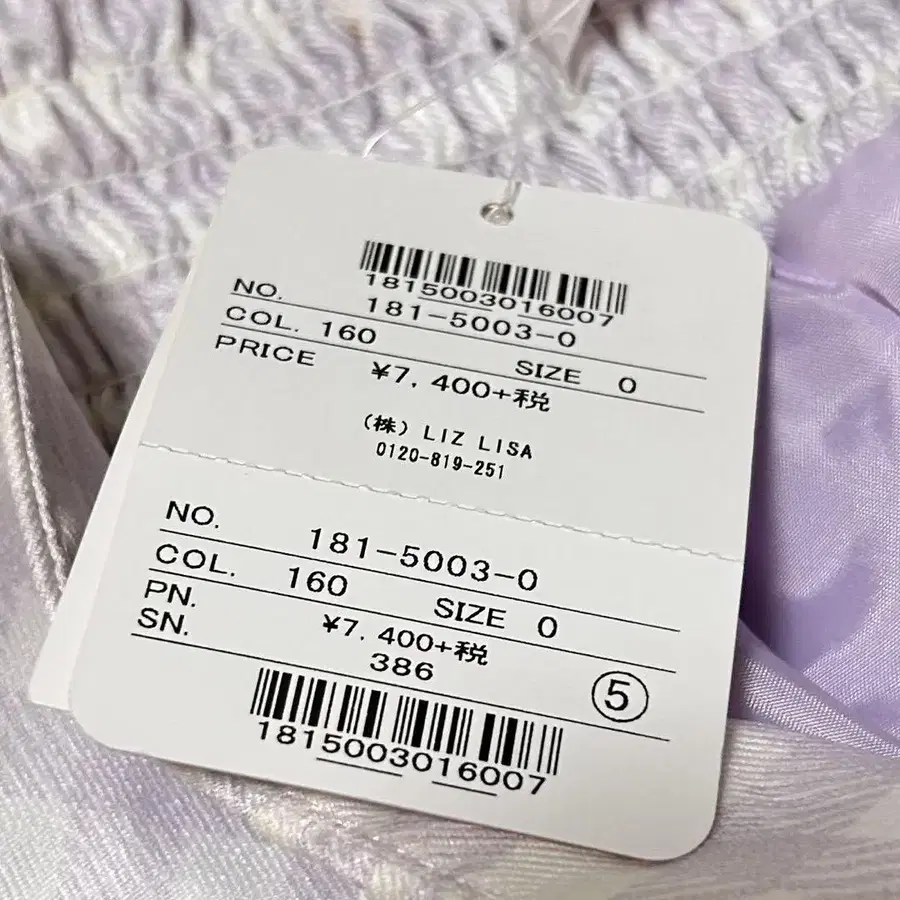 1815003016007
NO. 181-5003-0
COL. 160 SIZE 0
PRICE ¥7,400+税
(株) LIZ LISA
0120-819-251
NO. 181-5003-0
COL. 160 SIZE 0
PN. ¥7,400+税
SN. 386 ⑤
1815003016007